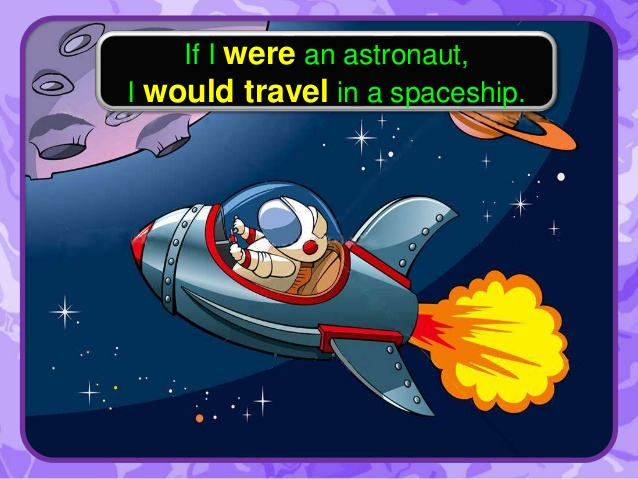 If I were an astronaut,
I would travel in a spaceship.